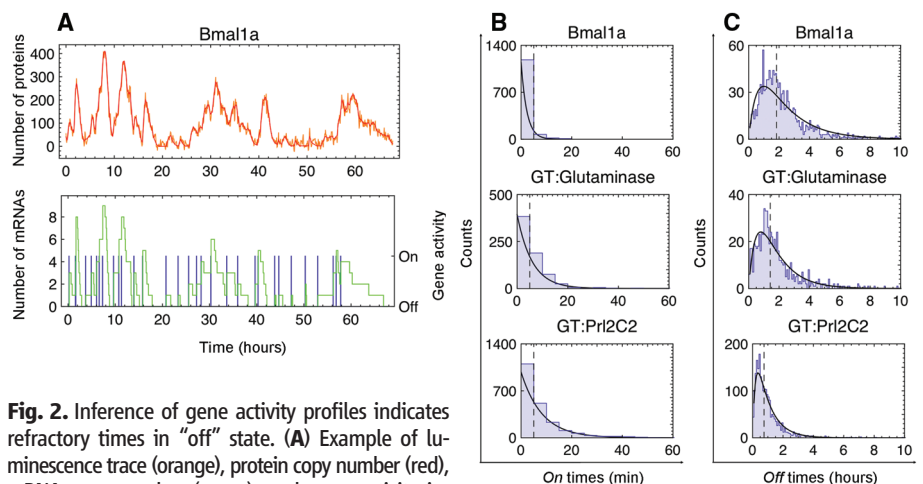 A
Bmal1a
Number of proteins
400
300
200
100
0
0 10 20 30 40 50 60
Number of mRNAs
8
6
4
2
0
On
Off
Gene activity
0 10 20 30 40 50 60
Time (hours)
Fig. 2. Inference of gene activity profiles indicates
refractory times in "off" state. (A) Example of lu-
minescence trace (orange), protein copy number (red),
B
Bmal1a
1400
700
0
0 20 40 60
GT:Glutaminase
Counts
500
250
0
0 20 40 60
GT:Prl2C2
1400
700
0
0 20 40 60
On times (min)
C
Bmal1a
60
30
0
0 2 4 6 8 10
GT:Glutaminase
Counts
40
20
0
0 2 4 6 8 10
GT:Prl2C2
200
100
0
0 2 4 6 8 10
Off times (hours)